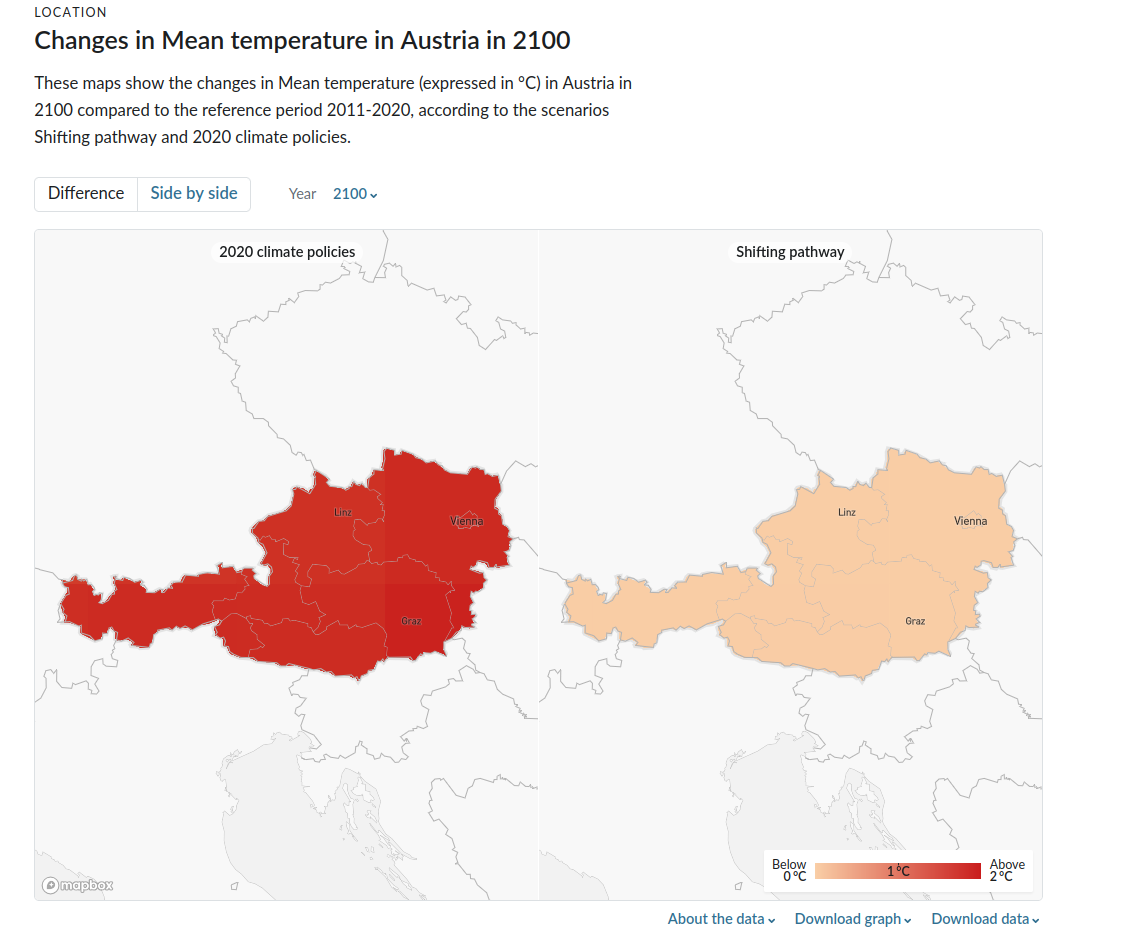 LOCATION
Changes in Mean temperature in Austria in 2100
These maps show the changes in Mean temperature (expressed in °C) in Austria in
2100 compared to the reference period 2011-2020, according to the scenarios
Shifting pathway and 2020 climate policies.
Difference Side by side Year 2100
2020 climate policies
Shifting pathway
Linz
Vienna
Graz
Linz
Vienna
Graz
Below
0 °C
1 °C
Above
2 °C
mapbox
About the data Download graph Download data